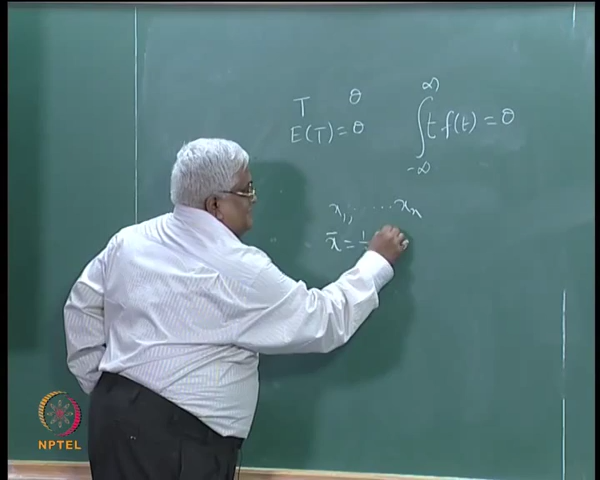 T θ
E(T) = θ
∫_{-∞}^{∞} t f(t) = θ
x₁, ..... xₙ
x̄ = 1
NPTEL